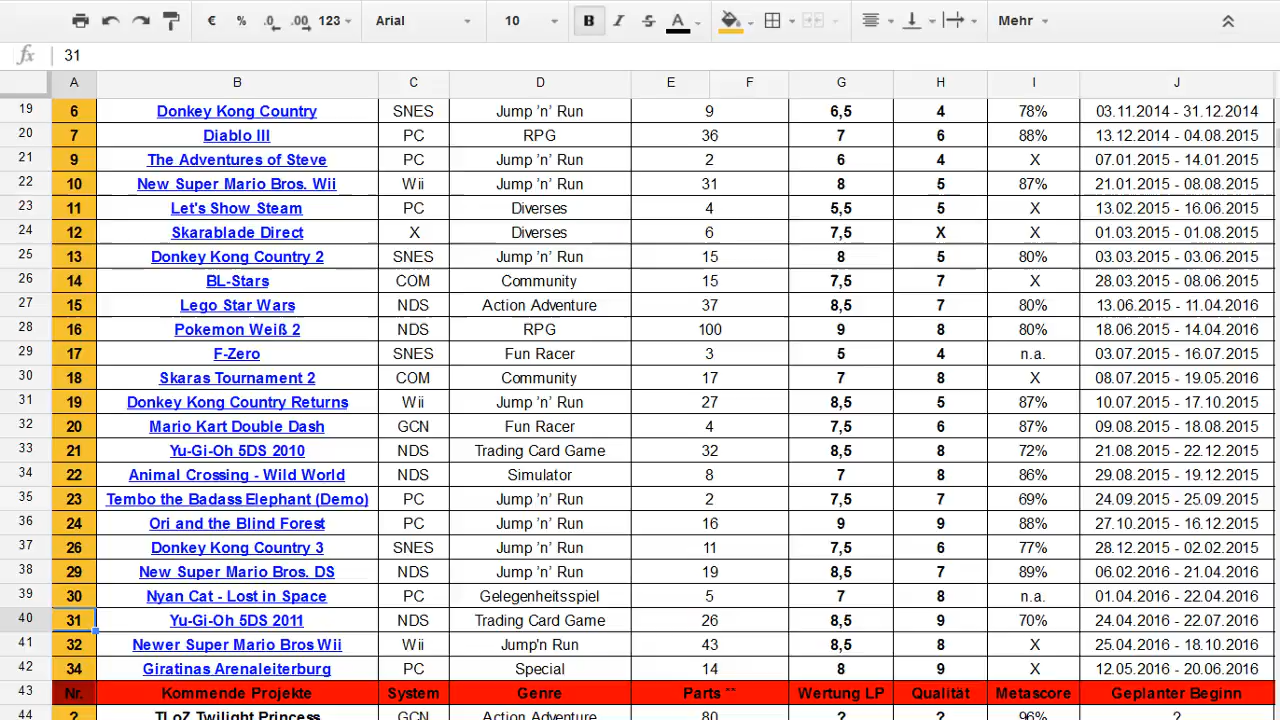 € % .0 .00 123 Arial 10 B I S A Mehr
fx 31
A B C D E F G H I J
19 6 Donkey Kong Country SNES Jump 'n' Run 9 6,5 4 78% 03.11.2014 - 31.12.2014
20 7 Diablo III PC RPG 36 7 6 88% 13.12.2014 - 04.08.2015
21 9 The Adventures of Steve PC Jump 'n' Run 2 6 4 X 07.01.2015 - 14.01.2015
22 10 New Super Mario Bros. Wii Wii Jump 'n' Run 31 8 5 87% 21.01.2015 - 08.08.2015
23 11 Let's Show Steam PC Diverses 4 5,5 5 X 13.02.2015 - 16.06.2015
24 12 Skarablade Direct X Diverses 6 7,5 X X 01.03.2015 - 01.08.2015
25 13 Donkey Kong Country 2 SNES Jump 'n' Run 15 8 5 80% 03.03.2015 - 03.06.2015
26 14 BL-Stars COM Community 15 7,5 7 X 28.03.2015 - 08.06.2015
27 15 Lego Star Wars NDS Action Adventure 37 8,5 7 80% 13.06.2015 - 11.04.2016
28 16 Pokemon Weiß 2 NDS RPG 100 9 8 80% 18.06.2015 - 14.04.2016
29 17 F-Zero SNES Fun Racer 3 5 4 n.a. 03.07.2015 - 16.07.2015
30 18 Skaras Tournament 2 COM Community 17 7 8 X 08.07.2015 - 19.05.2016
31 19 Donkey Kong Country Returns Wii Jump 'n' Run 27 8,5 5 87% 10.07.2015 - 17.10.2015
32 20 Mario Kart Double Dash GCN Fun Racer 4 7,5 6 87% 09.08.2015 - 18.08.2015
33 21 Yu-Gi-Oh 5DS 2010 NDS Trading Card Game 32 8,5 8 72% 21.08.2015 - 22.12.2015
34 22 Animal Crossing - Wild World NDS Simulator 8 7 8 86% 29.08.2015 - 19.12.2015
35 23 Tembo the Badass Elephant (Demo) PC Jump 'n' Run 2 7,5 7 69% 24.09.2015 - 25.09.2015
36 24 Ori and the Blind Forest PC Jump 'n' Run 16 9 9 88% 27.10.2015 - 16.12.2015
37 26 Donkey Kong Country 3 SNES Jump 'n' Run 11 7,5 6 77% 28.12.2015 - 02.02.2015
38 29 New Super Mario Bros. DS NDS Jump 'n' Run 19 8,5 7 89% 06.02.2016 - 21.04.2016
39 30 Nyan Cat - Lost in Space PC Gelegenheitsspiel 5 7 8 n.a. 01.04.2016 - 22.04.2016
40 31 Yu-Gi-Oh 5DS 2011 NDS Trading Card Game 26 8,5 9 70% 24.04.2016 - 22.07.2016
41 32 Newer Super Mario Bros Wii Wii Jump'n Run 43 8,5 8 X 25.04.2016 - 18.10.2016
42 34 Giratinas Arenaleiterburg PC Special 14 8 9 X 12.05.2016 - 20.06.2016
43 Nr. Kommende Projekte System Genre Parts ** Wertung LP Qualität Metascore Geplanter Beginn
44 ? TLoZ Twilight Princess GCN Action Adventure 80 ? ? 96% ?